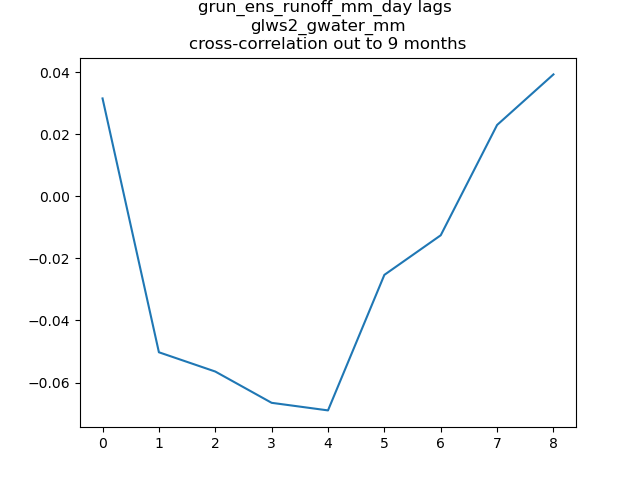 grun_ens_runoff_mm_day lags
glws2_gwater_mm
cross-correlation out to 9 months
0.04
0.02
0.00
−0.02
−0.04
−0.06
0 1 2 3 4 5 6 7 8